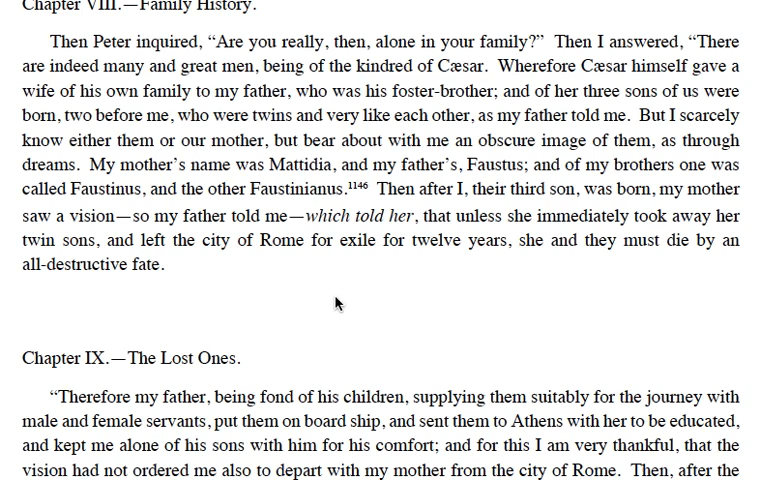 Chapter VIII.—Family History.
Then Peter inquired, “Are you really, then, alone in your family?” Then I answered, “There
are indeed many and great men, being of the kindred of Cæsar. Wherefore Cæsar himself gave a
wife of his own family to my father, who was his foster-brother; and of her three sons of us were
born, two before me, who were twins and very like each other, as my father told me. But I scarcely
know either them or our mother, but bear about with me an obscure image of them, as through
dreams. My mother’s name was Mattidia, and my father’s, Faustus; and of my brothers one was
called Faustinus, and the other Faustinianus.1146 Then after I, their third son, was born, my mother
saw a vision—so my father told me—which told her, that unless she immediately took away her
twin sons, and left the city of Rome for exile for twelve years, she and they must die by an
all-destructive fate.
Chapter IX.—The Lost Ones.
“Therefore my father, being fond of his children, supplying them suitably for the journey with
male and female servants, put them on board ship, and sent them to Athens with her to be educated,
and kept me alone of his sons with him for his comfort; and for this I am very thankful, that the
vision had not ordered me also to depart with my mother from the city of Rome. Then, after the